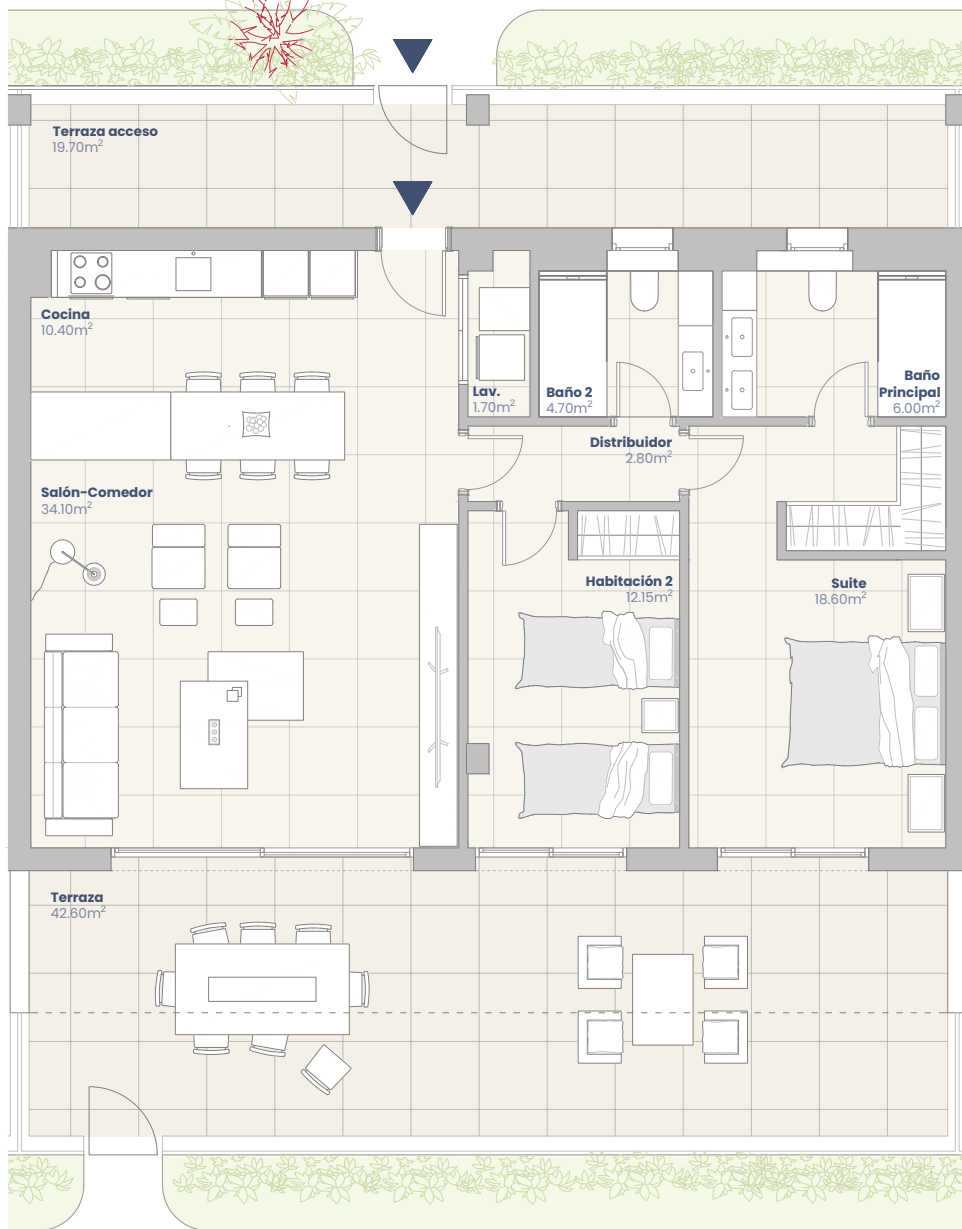 Terraza acceso
19.70m²
Cocina
10.40m²
Lav.
1.70m²
Baño 2
4.70m²
Baño
Principal
6.00m²
Distribuidor
2.80m²
Salón-Comedor
34.10m²
Habitación 2
12.15m²
Suite
18.60m²
Terraza
42.60m²